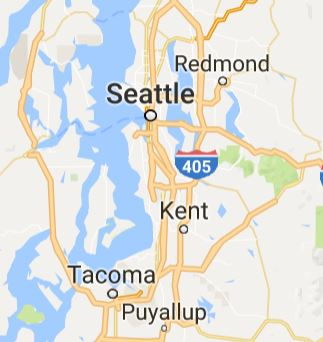 Redmond
Seattle
405
Kent
Tacoma
Puyallup